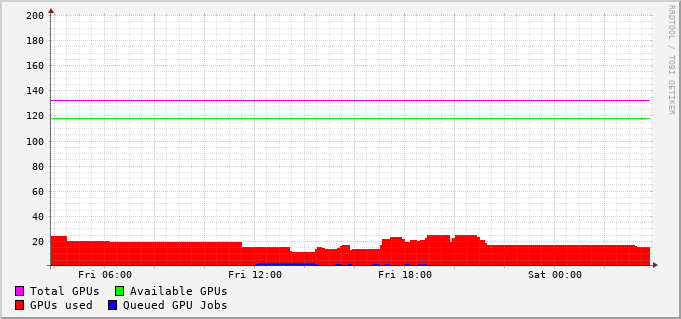 200
180
160
140
120
100
80
60
40
20
Fri 06:00 Fri 12:00 Fri 18:00 Sat 00:00
Total GPUs Available GPUs
GPUs used Queued GPU Jobs
RRDTOOL / TOBI OETIKER